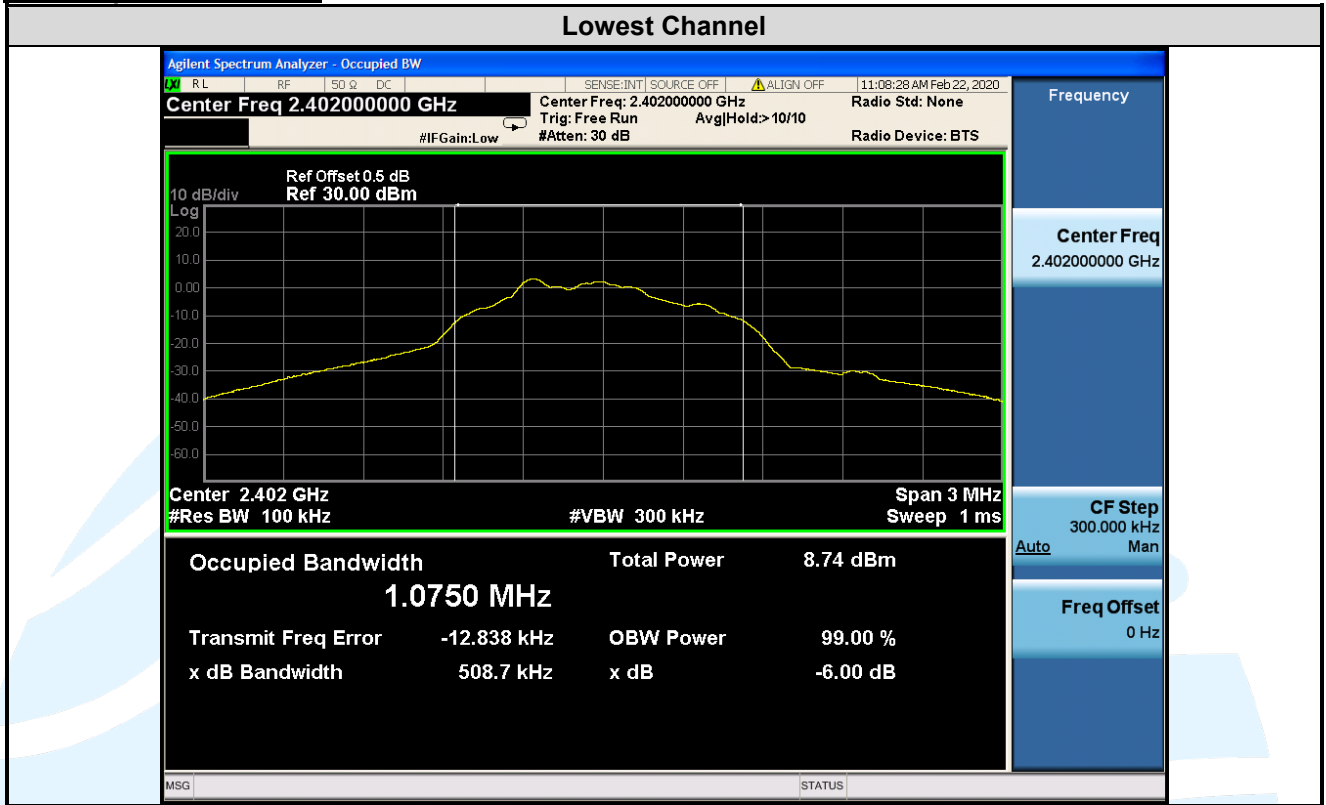 Lowest Channel
Agilent Spectrum Analyzer - Occupied BW
LXI RL RF 50 Ω DC SENSE:INT SOURCE OFF ALIGN OFF 11:08:28 AM Feb 22, 2020
Center Freq 2.402000000 GHz
Center Freq: 2.402000000 GHz
Radio Std: None
Trig: Free Run Avg|Hold:> 10/10
#IFGain:Low #Atten: 30 dB
Radio Device: BTS
Ref Offset 0.5 dB
10 dB/div Ref 30.00 dBm
Log
20.0
10.0
0.00
-10.0
-20.0
-30.0
-40.0
-50.0
-60.0
Center 2.402 GHz Span 3 MHz
#Res BW 100 kHz #VBW 300 kHz Sweep 1 ms
Occupied Bandwidth Total Power 8.74 dBm
1.0750 MHz
Transmit Freq Error -12.838 kHz OBW Power 99.00 %
x dB Bandwidth 508.7 kHz x dB -6.00 dB
Frequency
Center Freq
2.402000000 GHz
CF Step
300.000 kHz
Auto Man
Freq Offset
0 Hz
MSG STATUS